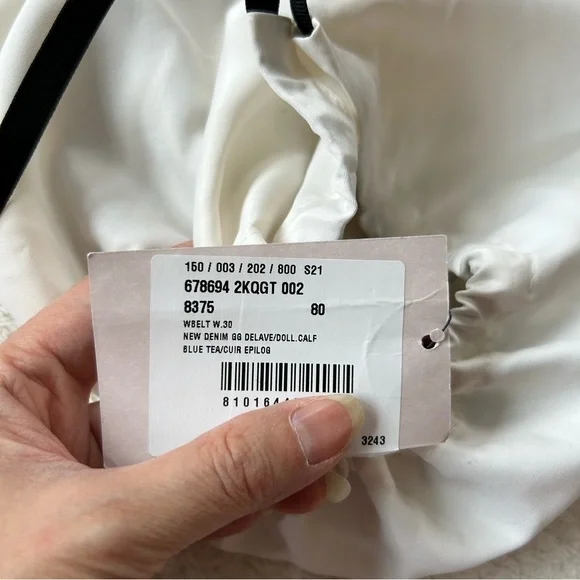 150 / 003 / 202 / 800 S21
678694 2KQGT 002
8375 80
WBELT W.30
NEW DENIM GG DELAVE/DOLL.CALF
BLUE TEA/CUIR EPILOG
3243